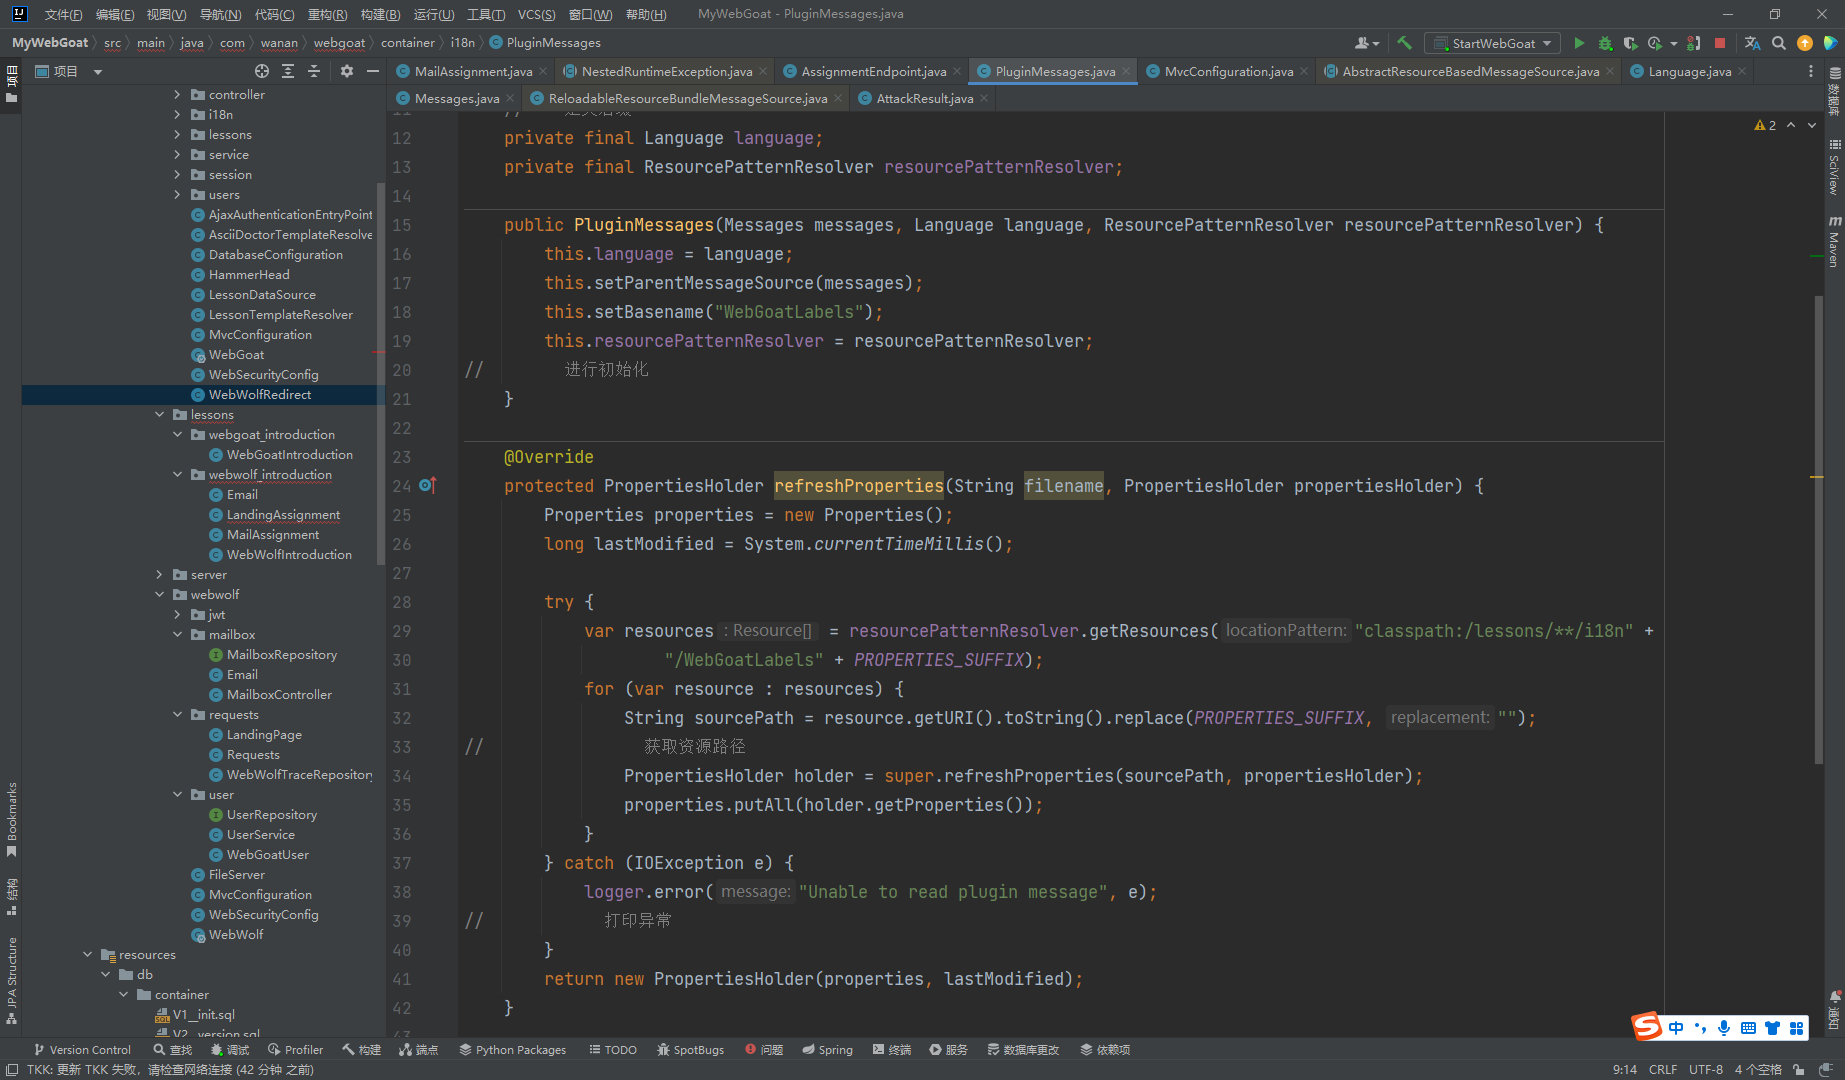 文件(F) 编辑(E) 视图(V) 导航(N) 代码(C) 重构(R) 构建(B) 运行(U) 工具(T) VCS(S) 窗口(W) 帮助(H) MyWebGoat - PluginMessages.java
MyWebGoat src main java com wanan webgoat container i18n PluginMessages
StartWebGoat
项目
项目
MailAssignment.java NestedRuntimeException.java AssignmentEndpoint.java PluginMessages.java MvcConfiguration.java AbstractResourceBasedMessageSource.java Language.java
Messages.java ReloadableResourceBundleMessageSource.java AttackResult.java
controller
i18n
lessons
service
session
users
AjaxAuthenticationEntryPoint
AsciiDoctorTemplateResolve
DatabaseConfiguration
HammerHead
LessonDataSource
LessonTemplateResolver
MvcConfiguration
WebGoat
WebSecurityConfig
WebWolfRedirect
lessons
webgoat_introduction
WebGoatIntroduction
webwolf_introduction
Email
LandingAssignment
MailAssignment
WebWolfIntroduction
server
webwolf
jwt
mailbox
MailboxRepository
Email
MailboxController
requests
LandingPage
Requests
WebWolfTraceRepository
user
UserRepository
UserService
WebGoatUser
FileServer
MvcConfiguration
WebSecurityConfig
WebWolf
resources
db
container
V1__init.sql
V2__version.sql
2
12 private final Language language;
13 private final ResourcePatternResolver resourcePatternResolver;
14
15 public PluginMessages(Messages messages, Language language, ResourcePatternResolver resourcePatternResolver) {
16 this.language = language;
17 this.setParentMessageSource(messages);
18 this.setBasename("WebGoatLabels");
19 this.resourcePatternResolver = resourcePatternResolver;
20 // 进行初始化
21 }
22
23 @Override
24 protected PropertiesHolder refreshProperties(String filename, PropertiesHolder propertiesHolder) {
25 Properties properties = new Properties();
26 long lastModified = System.currentTimeMillis();
27
28 try {
29 var resources : Resource[] = resourcePatternResolver.getResources( locationPattern: "classpath:/lessons/**/i18n" +
30 "/WebGoatLabels" + PROPERTIES_SUFFIX);
31 for (var resource : resources) {
32 String sourcePath = resource.getURI().toString().replace(PROPERTIES_SUFFIX, replacement: "");
33 // 获取资源路径
34 PropertiesHolder holder = super.refreshProperties(sourcePath, propertiesHolder);
35 properties.putAll(holder.getProperties());
36 }
37 } catch (IOException e) {
38 logger.error( message: "Unable to read plugin message", e);
39 // 打印异常
40 }
41 return new PropertiesHolder(properties, lastModified);
42 }
数据库
SciView
Maven
通知
Bookmarks
结构
JPA Structure
中
Version Control 查找 调试 Profiler 构建 端点 Python Packages TODO SpotBugs 问题 Spring 终端 服务 数据库更改 依赖项
TKK: 更新 TKK 失败，请检查网络连接 (42 分钟 之前) 9:14 CRLF UTF-8 4 个空格